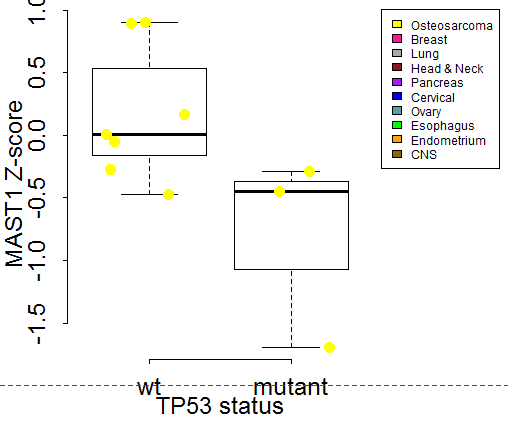 1.0
0.5
0.0
-0.5
-1.0
-1.5
MAST1 Z-score
wt
mutant
TP53 status
Osteosarcoma
Breast
Lung
Head & Neck
Pancreas
Cervical
Ovary
Esophagus
Endometrium
CNS